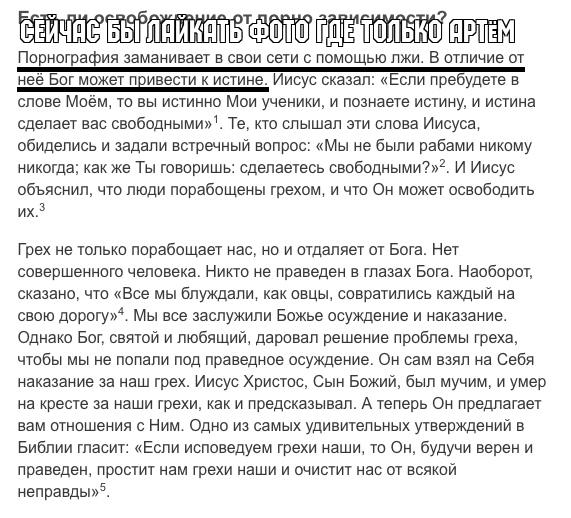 Есть ли освобождение от порно зависимости?
СЕЙЧАС БЫ ЛАЙКАТЬ ФОТО ГДЕ ТОЛЬКО АРТЁМ
Порнография заманивает в свои сети с помощью лжи. В отличие от
неё Бог может привести к истине. Иисус сказал: «Если пребудете в
слове Моём, то вы истинно Мои ученики, и познаете истину, и истина
сделает вас свободными»¹. Те, кто слышал эти слова Иисуса,
обиделись и задали встречный вопрос: «Мы не были рабами никому
никогда; как же Ты говоришь: сделаетесь свободными?»². И Иисус
объяснил, что люди порабощены грехом, и что Он может освободить
их.³
Грех не только порабощает нас, но и отдаляет от Бога. Нет
совершенного человека. Никто не праведен в глазах Бога. Наоборот,
сказано, что «Все мы блуждали, как овцы, совратились каждый на
свою дорогу»⁴. Мы все заслужили Божье осуждение и наказание.
Однако Бог, святой и любящий, даровал решение проблемы греха,
чтобы мы не попали под праведное осуждение. Он сам взял на Себя
наказание за наш грех. Иисус Христос, Сын Божий, был мучим, и умер
на кресте за наши грехи, как и предсказывал. А теперь Он предлагает
вам отношения с Ним. Одно из самых удивительных утверждений в
Библии гласит: «Если исповедуем грехи наши, то Он, будучи верен и
праведен, простит нам грехи наши и очистит нас от всякой
неправды»⁵.